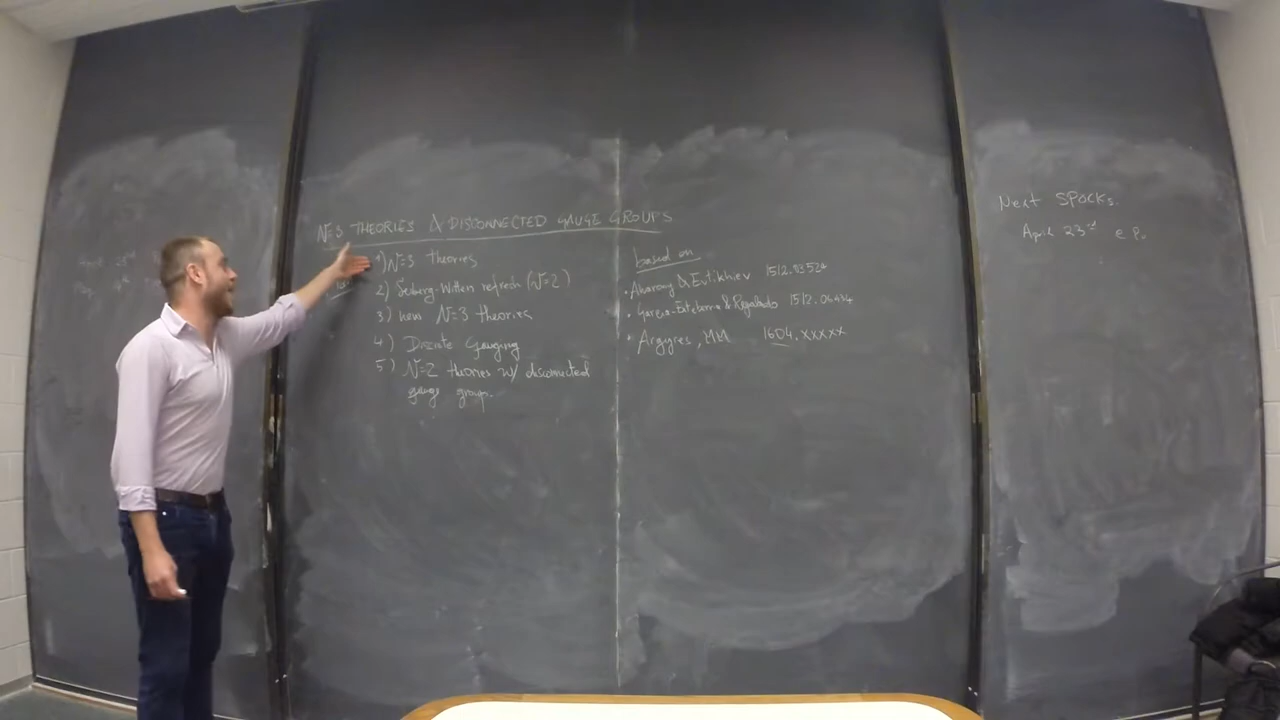 N=3 THEORIES & DISCONNECTED GAUGE GROUPS
1) N=3 theories
2) Seiberg-Witten refresh (N=2)
3) new N=3 theories
4) Discrete Gauging
5) N=2 theories w/ disconnected
gauge group.
based on
• Aharony & Evtikhiev 1512.03524
• Garcia-Etxebarria & Regalado 1512.06434
• Argyres, MM 1604.xxxxx
Next SPOCKS.
April 23rd @